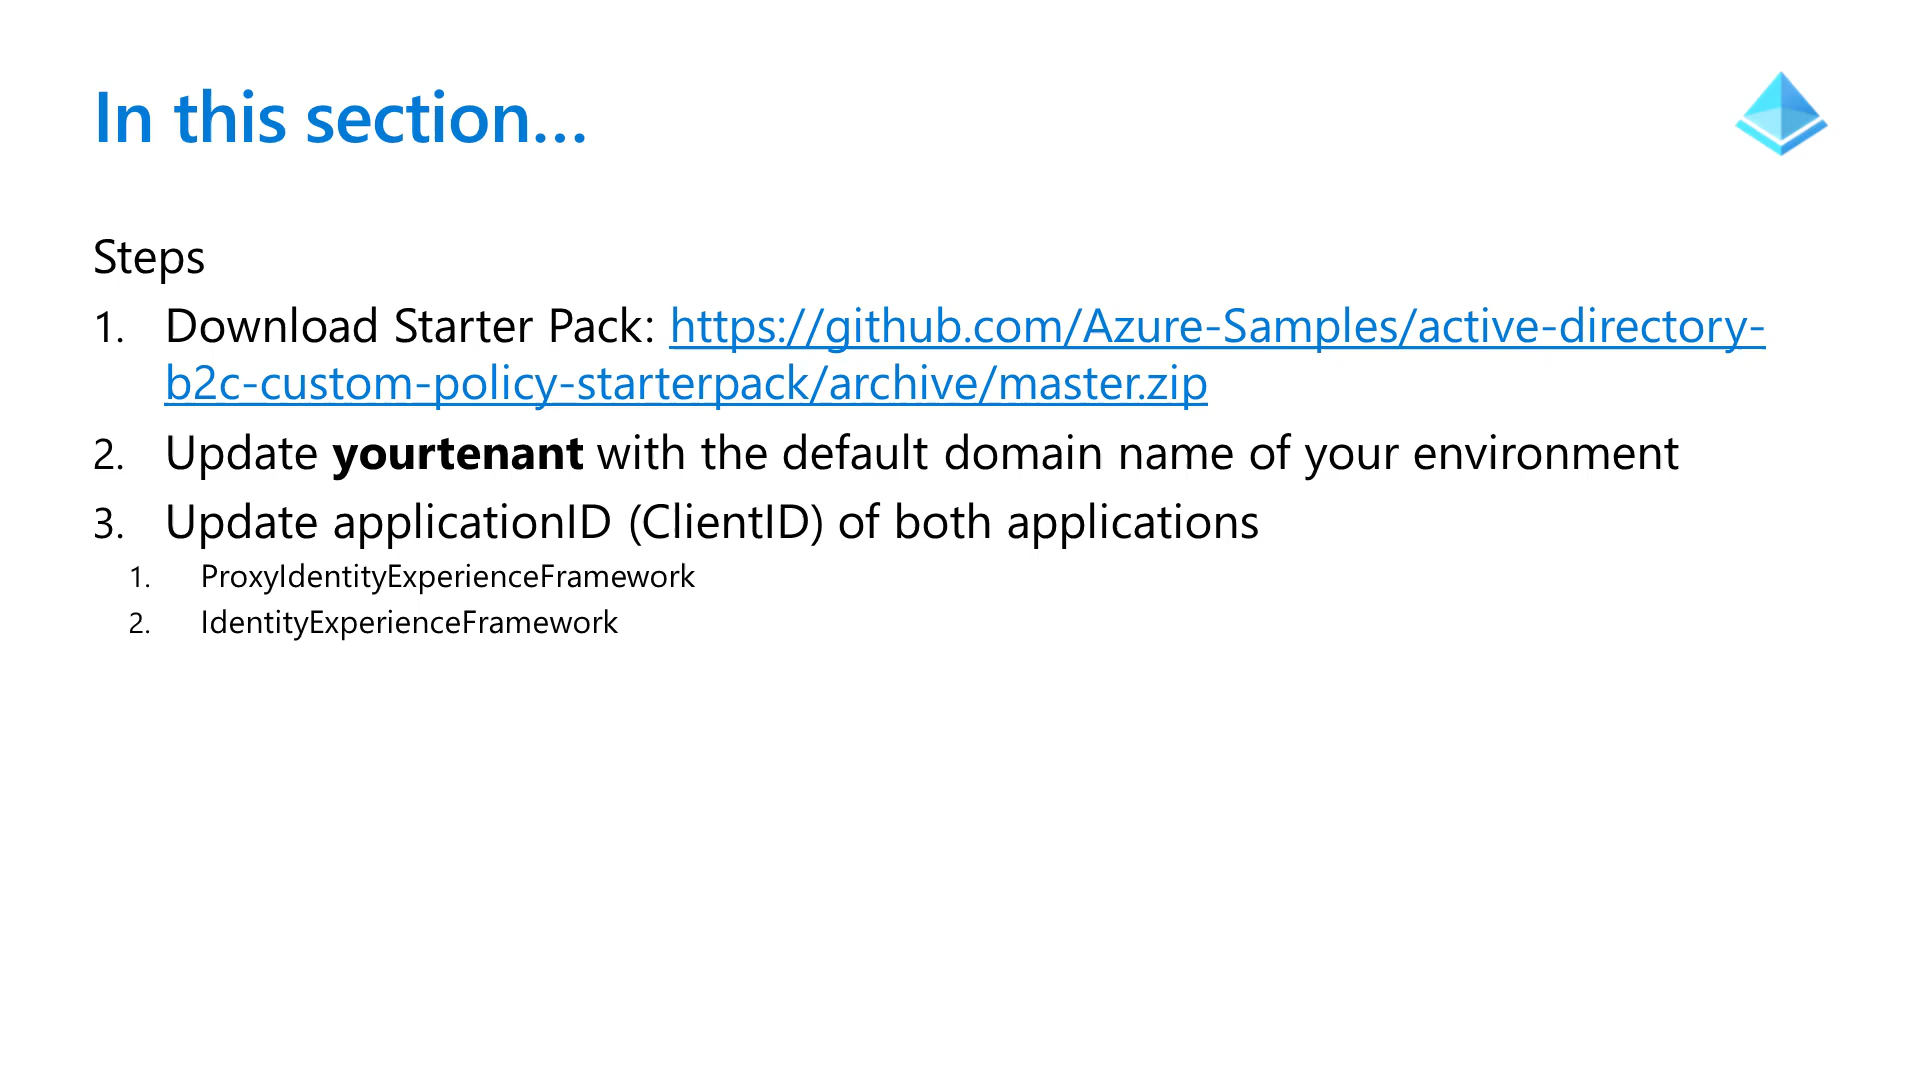 In this section...
Steps
1. Download Starter Pack: https://github.com/Azure-Samples/active-directory-
b2c-custom-policy-starterpack/archive/master.zip
2. Update yourtenant with the default domain name of your environment
3. Update applicationID (ClientID) of both applications
1. ProxyIdentityExperienceFramework
2. IdentityExperienceFramework